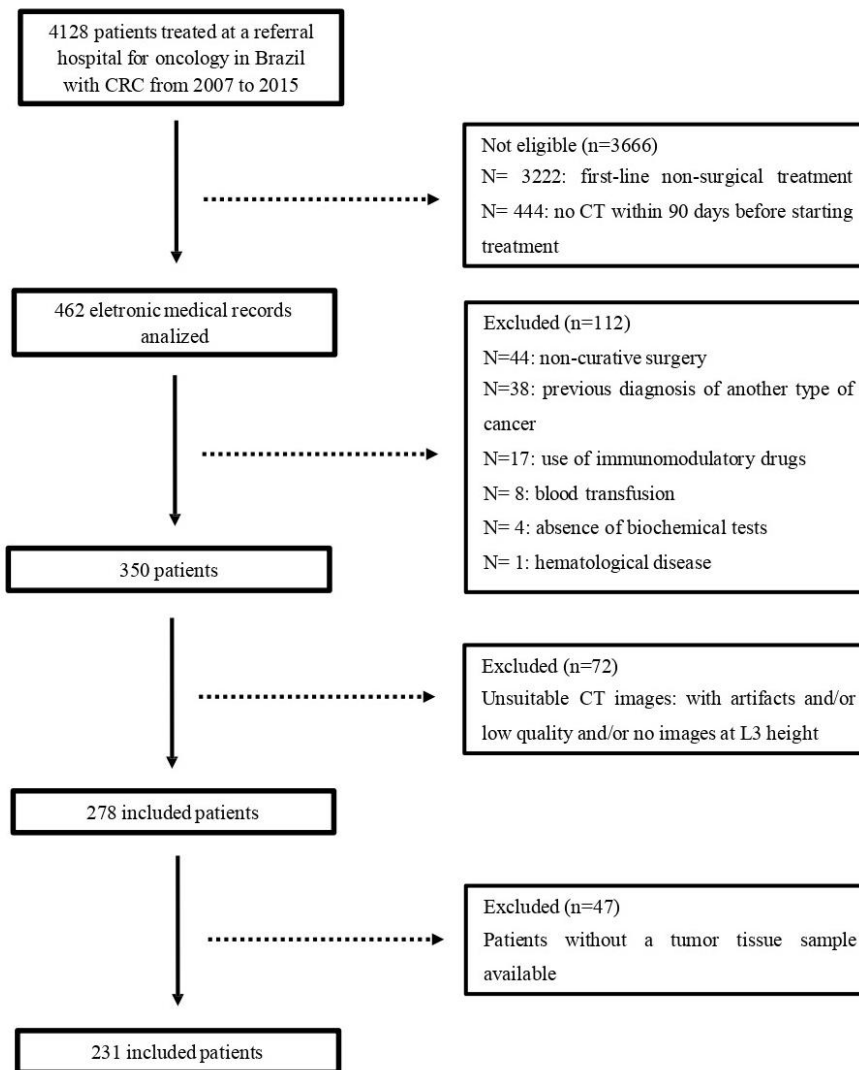 4128 patients treated at a referral
hospital for oncology in Brazil
with CRC from 2007 to 2015
Not eligible (n=3666)
N= 3222: first-line non-surgical treatment
N= 444: no CT within 90 days before starting
treatment
462 eletronic medical records
analized
Excluded (n=112)
N=44: non-curative surgery
N=38: previous diagnosis of another type of
cancer
N=17: use of immunomodulatory drugs
N= 8: blood transfusion
N= 4: absence of biochemical tests
N= 1: hematological disease
350 patients
Excluded (n=72)
Unsuitable CT images: with artifacts and/or
low quality and/or no images at L3 height
278 included patients
Excluded (n=47)
Patients without a tumor tissue sample
available
231 included patients